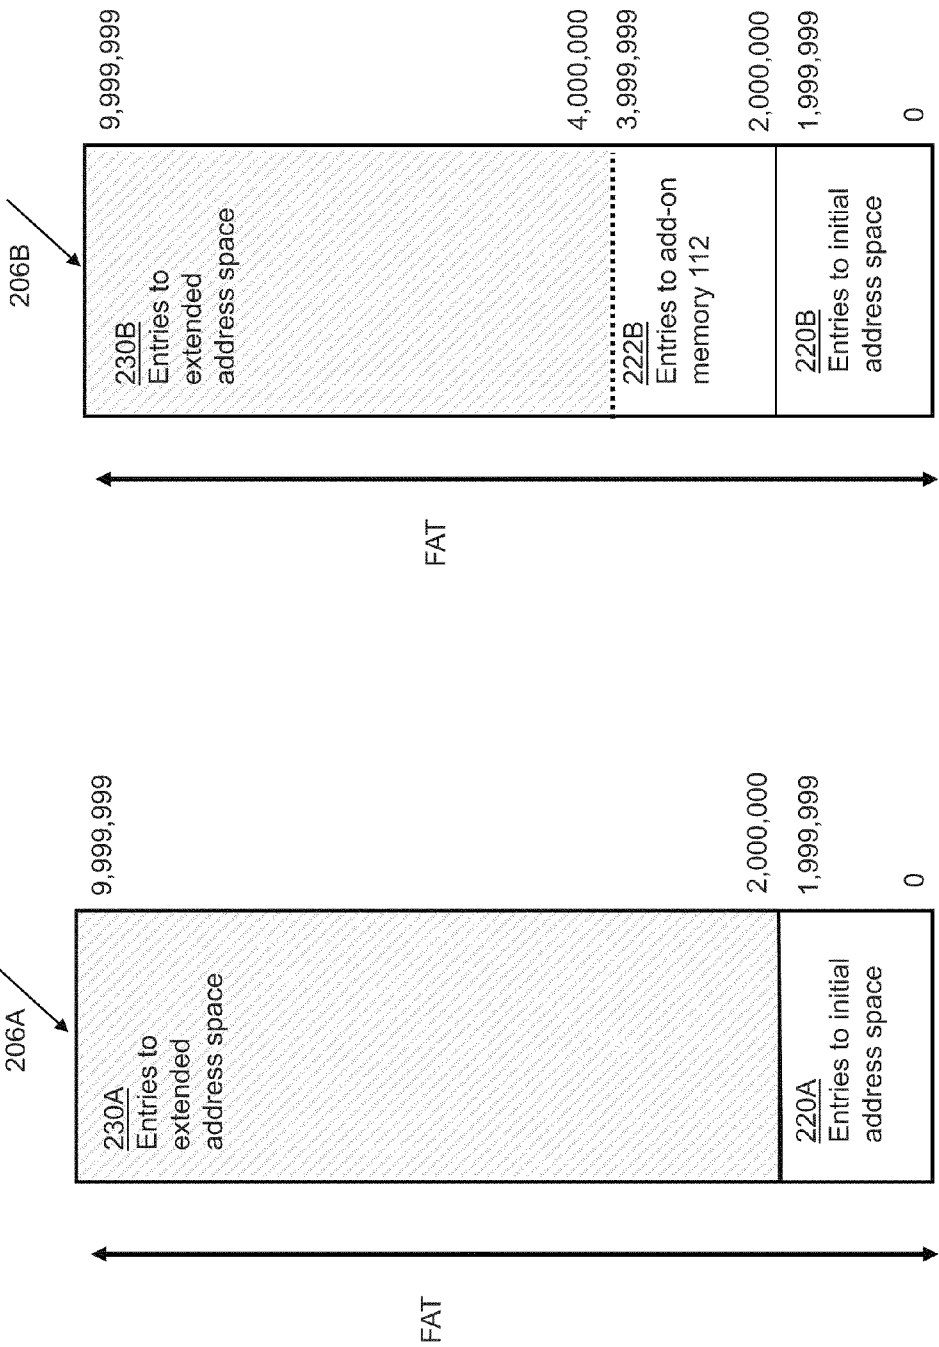 206A
9,999,999
230A
Entries to
extended
address space
FAT
2,000,000
1,999,999
220A
Entries to initial
address space
0
206B
9,999,999
230B
Entries to
extended
address space
FAT
4,000,000
3,999,999
222B
Entries to add-on
memory 112
2,000,000
1,999,999
220B
Entries to initial
address space
0